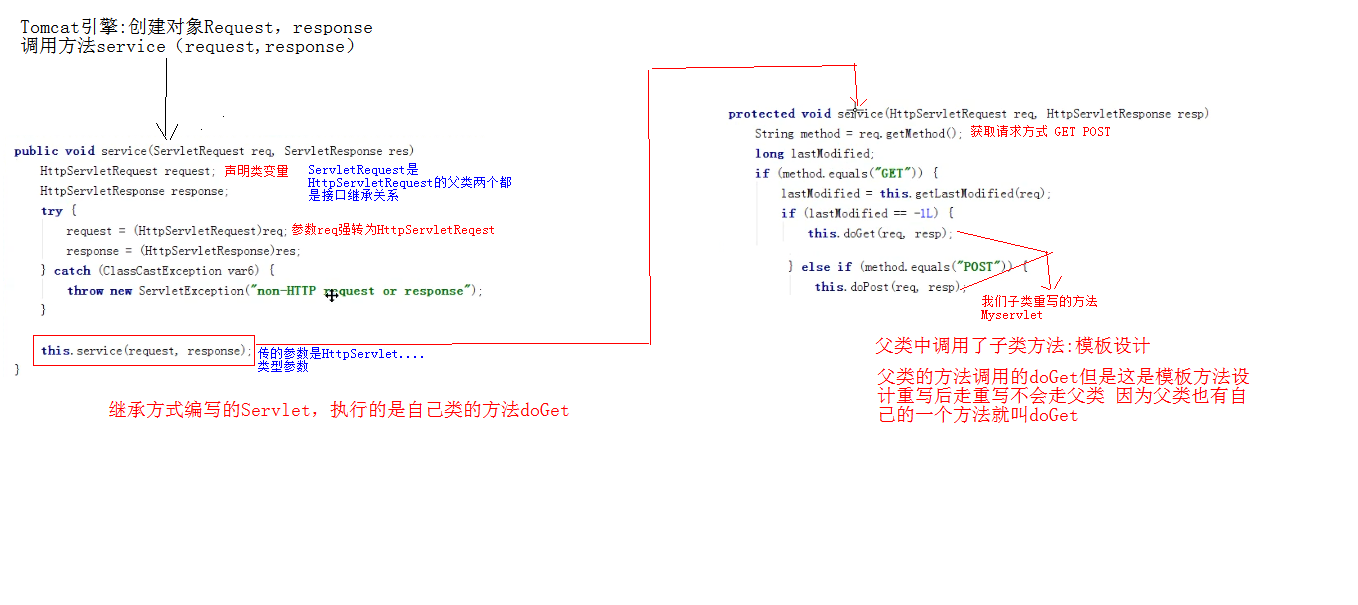 Tomcat引擎:创建对象Request，response
调用方法service（request,response）
public void service(ServletRequest req, ServletResponse res)
HttpServletRequest request; 声明类变量
ServletRequest是
HttpServletRequest的父类两个都
是接口继承关系
HttpServletResponse response;
try {
request = (HttpServletRequest)req; 参数req强转为HttpServletReqest
response = (HttpServletResponse)res;
} catch (ClassCastException var6) {
throw new ServletException("non-HTTP request or response");
}
this.service(request, response);
传的参数是HttpServlet....
类型参数
}
继承方式编写的Servlet，执行的是自己类的方法doGet
protected void service(HttpServletRequest req, HttpServletResponse resp)
String method = req.getMethod(); 获取请求方式 GET POST
long lastModified;
if (method.equals("GET")) {
lastModified = this.getLastModified(req);
if (lastModified == -1L) {
this.doGet(req, resp);
} else if (method.equals("POST")) {
this.doPost(req, resp);
我们子类重写的方法
Myservlet
父类中调用了子类方法:模板设计
父类的方法调用的doGet但是这是模板方法设
计重写后走重写不会走父类 因为父类也有自
己的一个方法就叫doGet